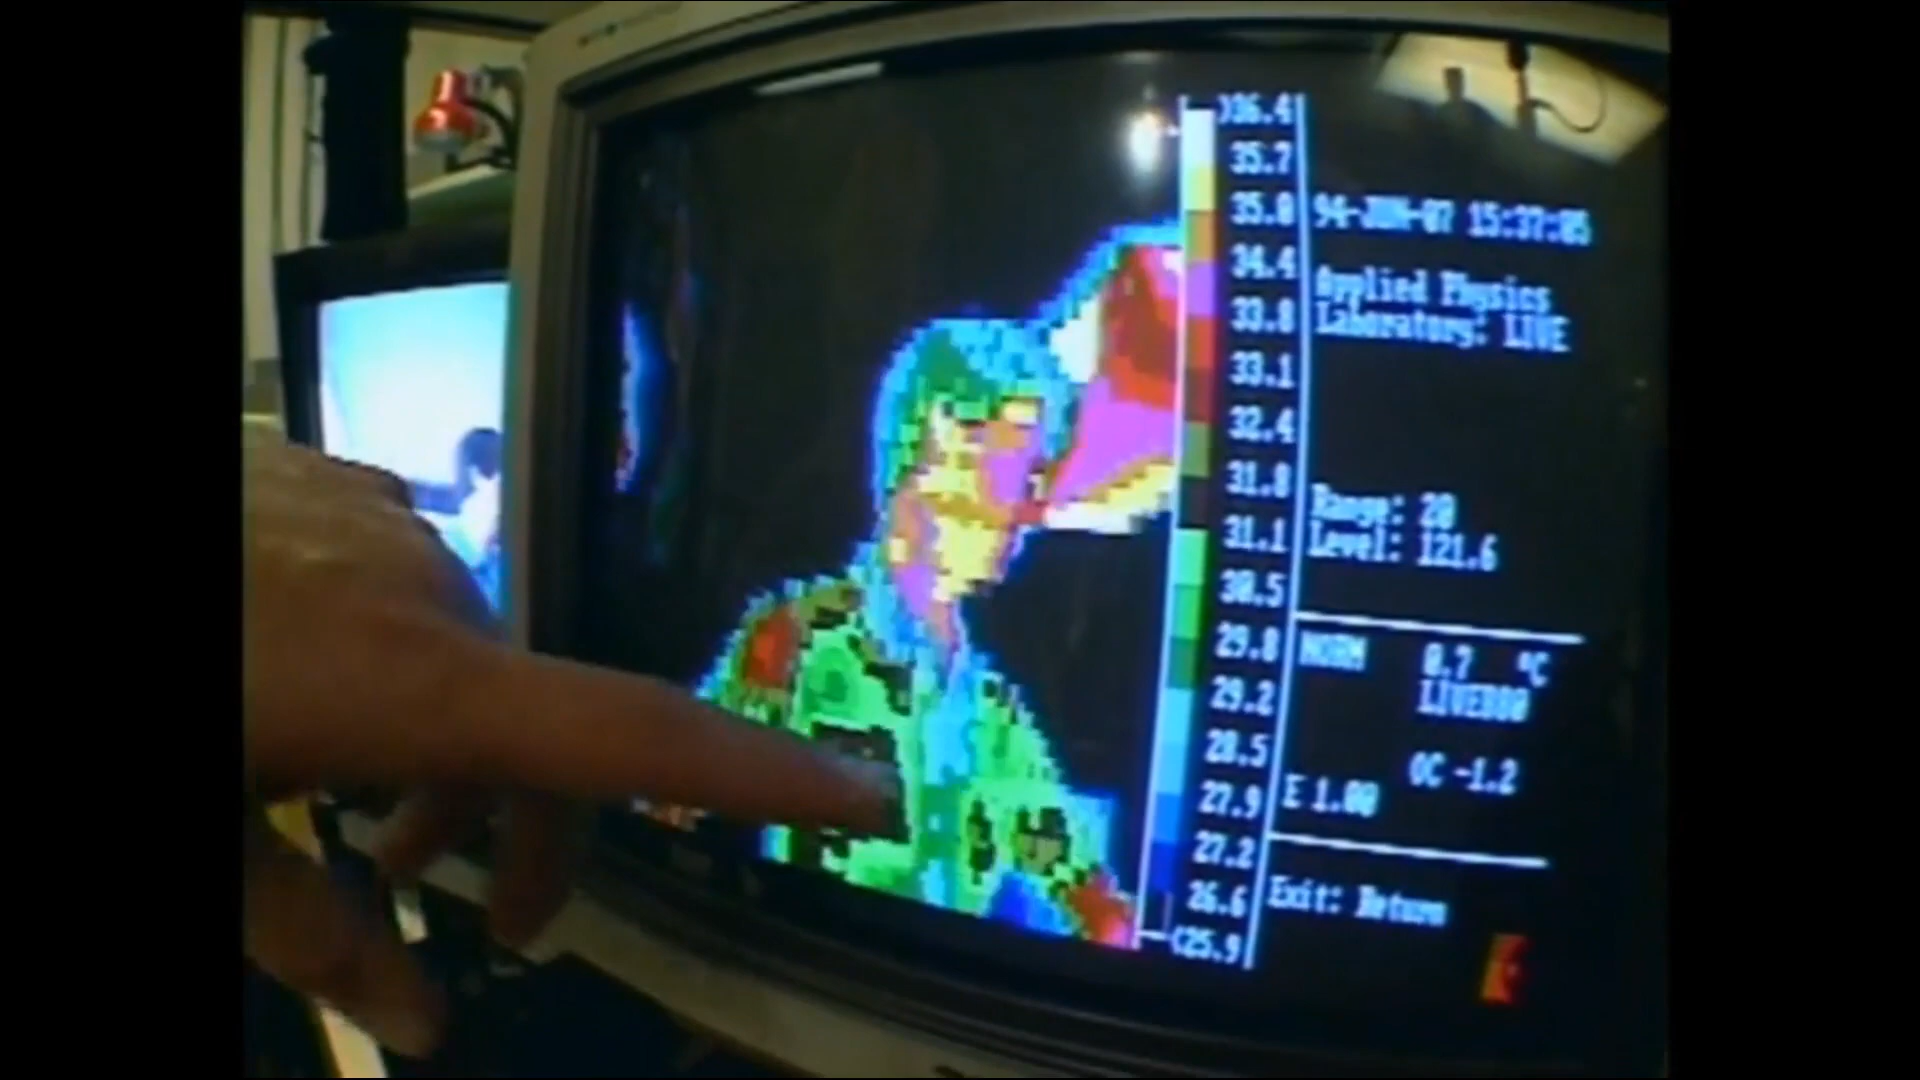 >36.4
35.7
35.0
34.4
33.8
33.1
32.4
31.8
31.1
30.5
29.8
29.2
28.5
27.9
27.2
26.6
<25.9
94-JUN-07 15:37:05
Applied Physics
Laboratory: LIVE
Range: 20
Level: 121.6
NORM 0.7 °C
LIVE800
OC -1.2
E 1.00
Exit: Return